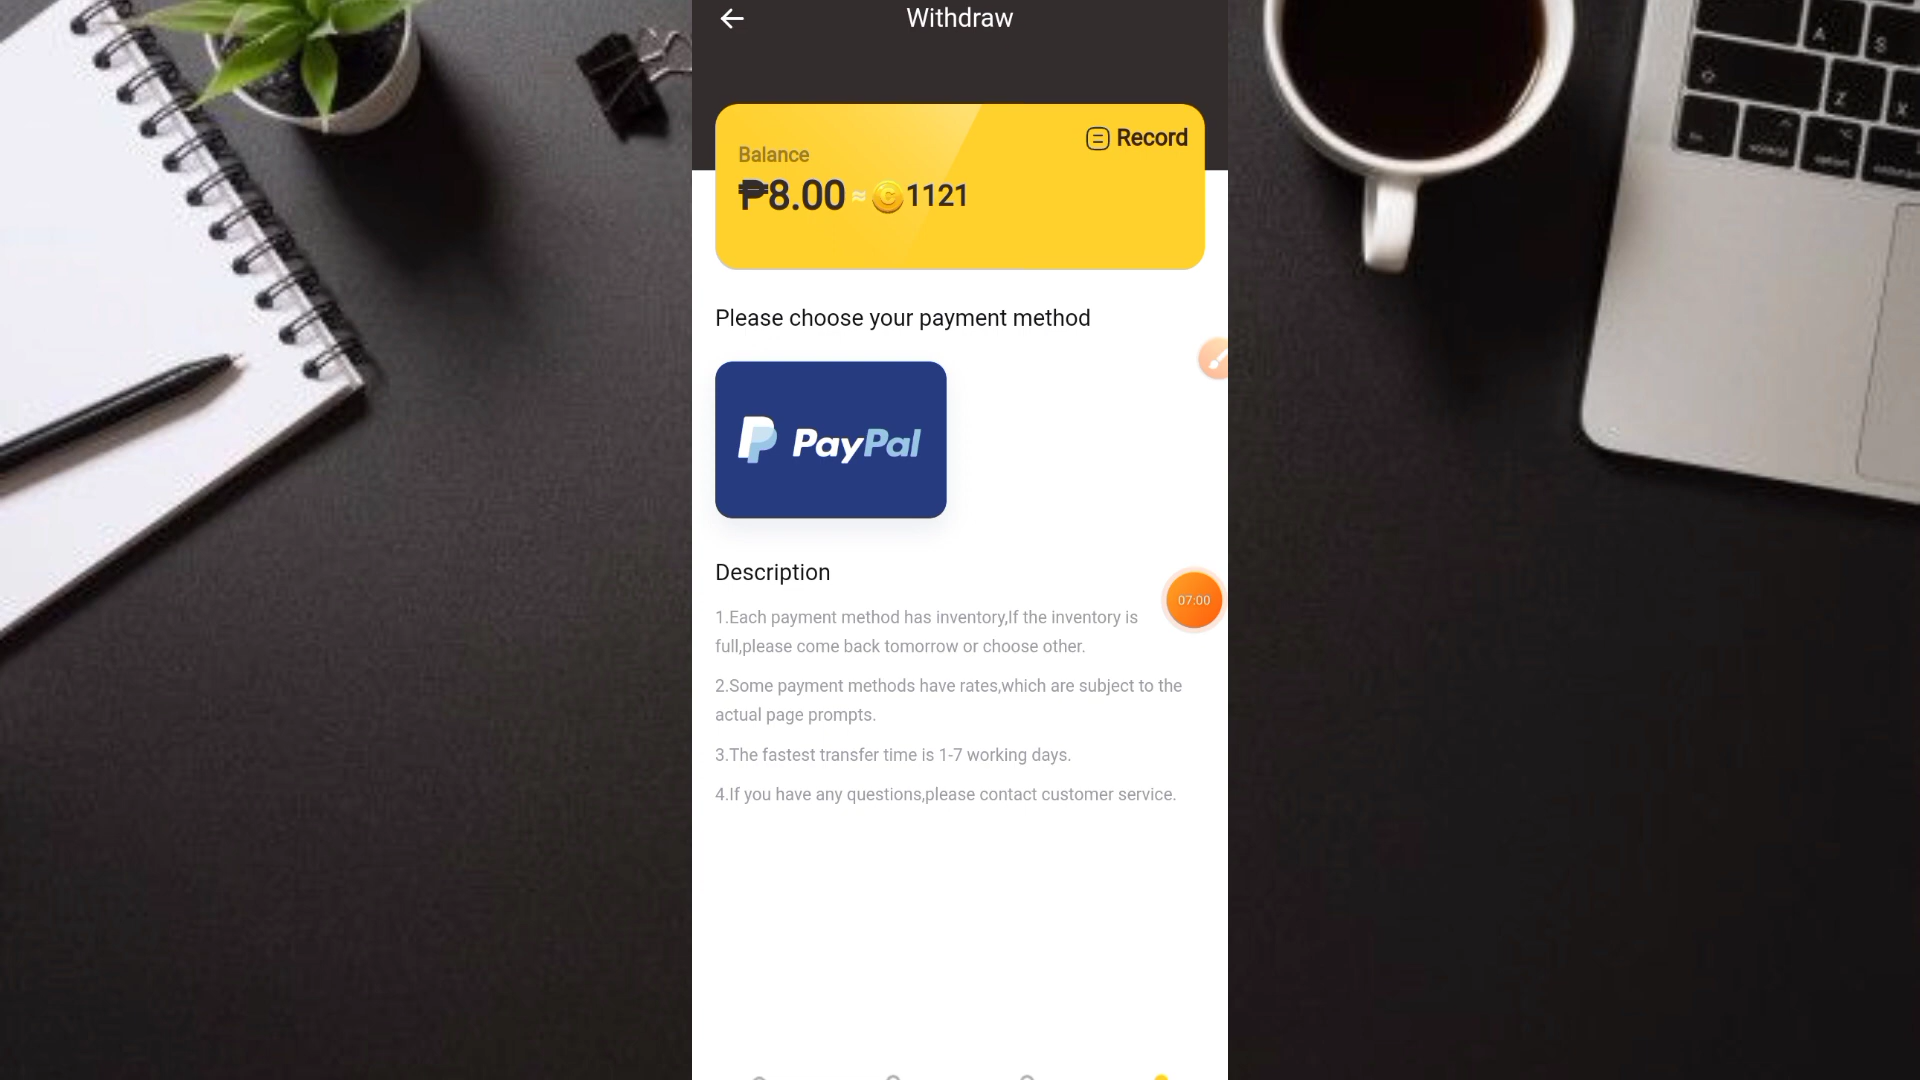 Withdraw
Record
Balance
₱8.00 ≈ 1121
Please choose your payment method
PayPal
Description
07:00
1.Each payment method has inventory,If the inventory is
full,please come back tomorrow or choose other.
2.Some payment methods have rates,which are subject to the
actual page prompts.
3.The fastest transfer time is 1-7 working days.
4.If you have any questions,please contact customer service.
A
S
Z
X
control
option